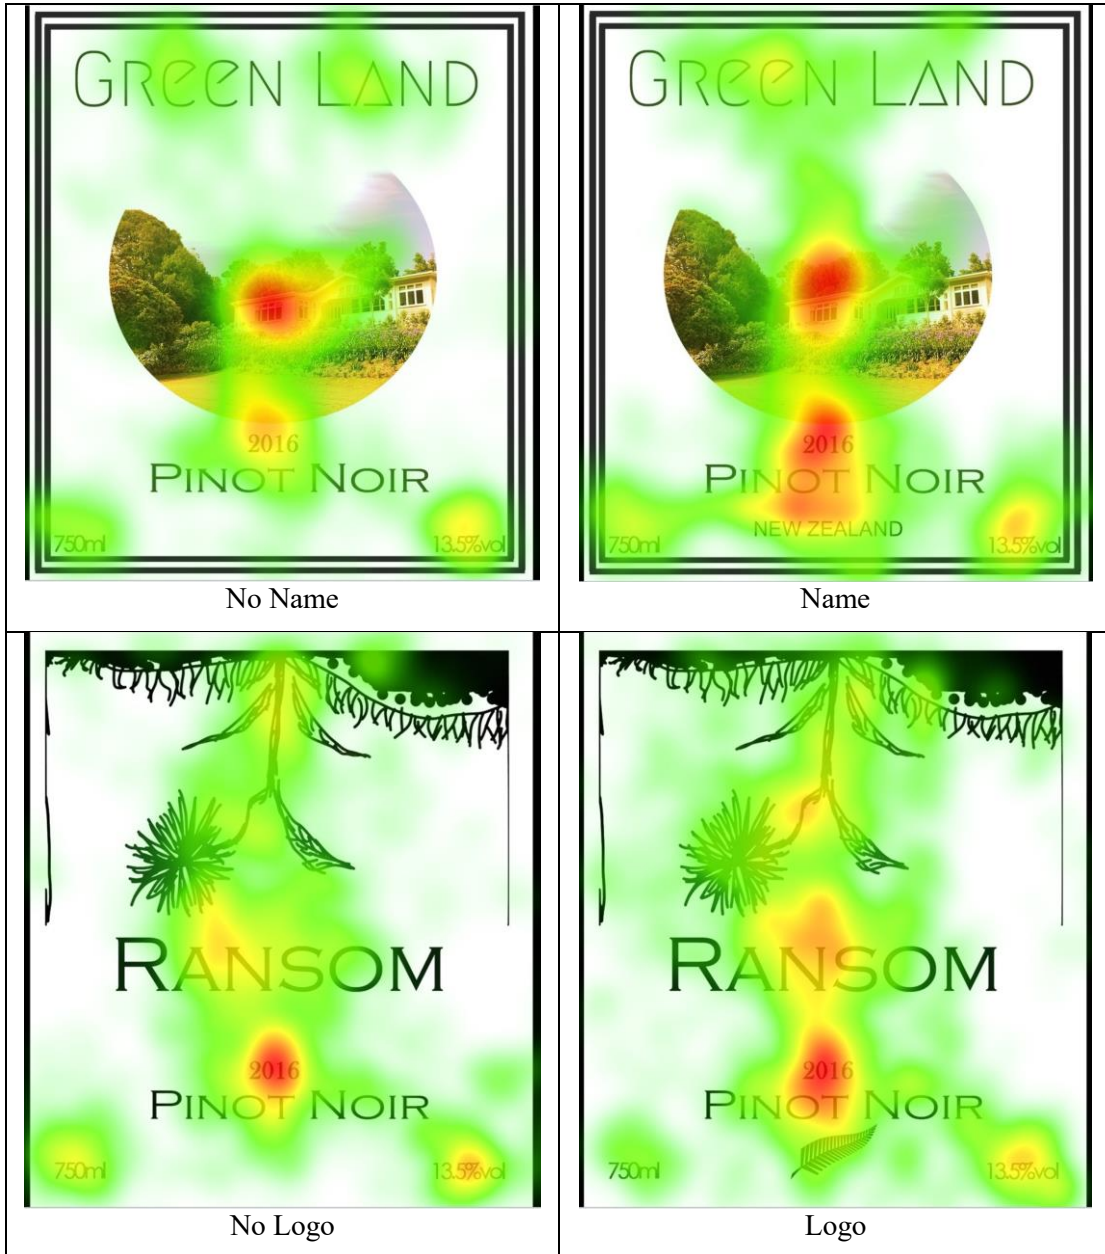 GREEN LAND
2016
PINOT NOIR
750ml 13.5%vol
No Name
GREEN LAND
2016
PINOT NOIR
NEW ZEALAND
750ml 13.5%vol
Name
RANSOM
2016
PINOT NOIR
750ml 13.5%vol
No Logo
RANSOM
2016
PINOT NOIR
750ml 13.5%vol
Logo